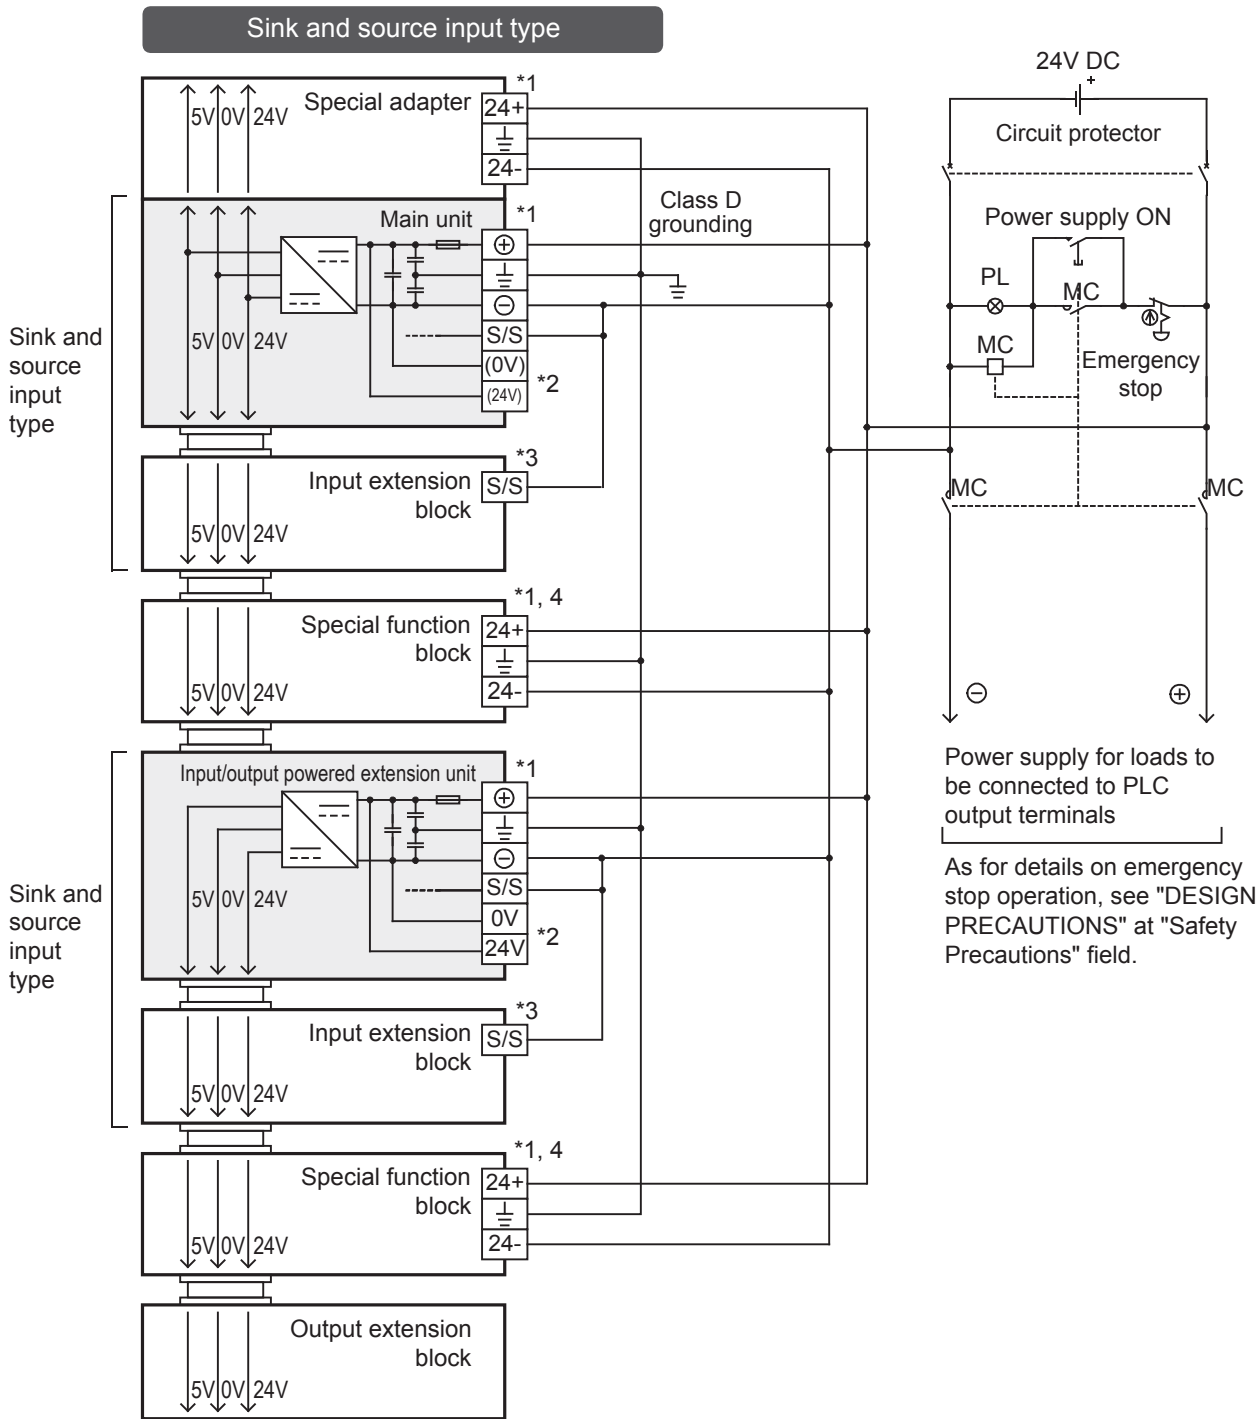 Sink and source input type
5V 0V 24V
Special adapter
*1
24+
24-
Sink and
source
input
type
Main unit
*1
Class D
grounding
5V 0V 24V
S/S
(0V)
(24V)
*2
Input extension
block
*3
S/S
5V 0V 24V
Special function
block
*1, 4
24+
24-
5V 0V 24V
Sink and
source
input
type
Input/output powered extension unit
*1
5V 0V 24V
S/S
0V
24V
*2
Input extension
block
*3
S/S
5V 0V 24V
Special function
block
*1, 4
24+
24-
5V 0V 24V
Output extension
block
5V 0V 24V
24V DC
+
Circuit protector
Power supply ON
PL
MC
MC
Emergency
stop
MC
MC
Power supply for loads to
be connected to PLC
output terminals
As for details on emergency
stop operation, see "DESIGN
PRECAUTIONS" at "Safety
Precautions" field.